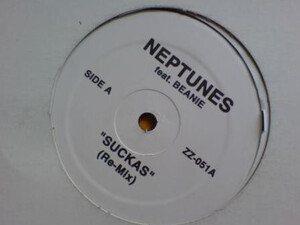 NEPTUNES
feat. BEANIE
SIDE A
ZZ-051A
"SUCKAS"
(Re-Mix)